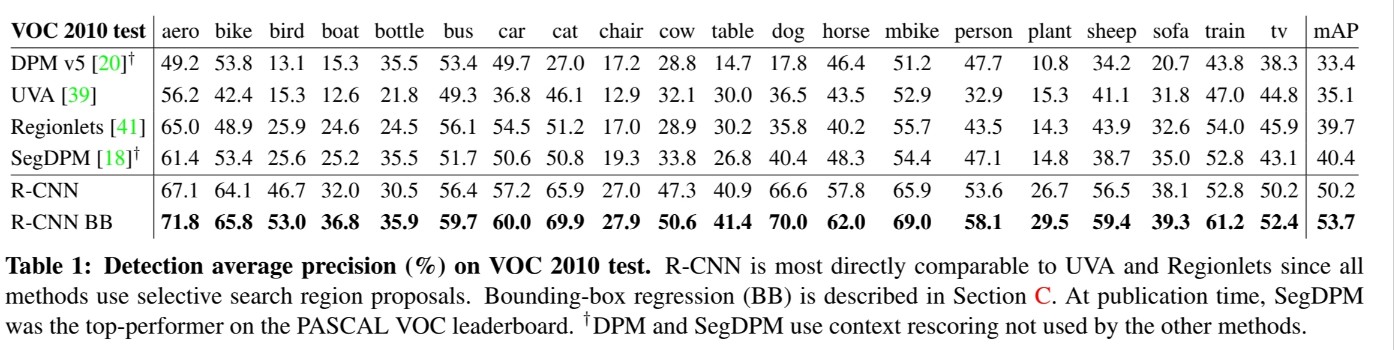 VOC 2010 test aero bike bird boat bottle bus car cat chair cow table dog horse mbike person plant sheep sofa train tv mAP
DPM v5 [20]† 49.2 53.8 13.1 15.3 35.5 53.4 49.7 27.0 17.2 28.8 14.7 17.8 46.4 51.2 47.7 10.8 34.2 20.7 43.8 38.3 33.4
UVA [39] 56.2 42.4 15.3 12.6 21.8 49.3 36.8 46.1 12.9 32.1 30.0 36.5 43.5 52.9 32.9 15.3 41.1 31.8 47.0 44.8 35.1
Regionlets [41] 65.0 48.9 25.9 24.6 24.5 56.1 54.5 51.2 17.0 28.9 30.2 35.8 40.2 55.7 43.5 14.3 43.9 32.6 54.0 45.9 39.7
SegDPM [18]† 61.4 53.4 25.6 25.2 35.5 51.7 50.6 50.8 19.3 33.8 26.8 40.4 48.3 54.4 47.1 14.8 38.7 35.0 52.8 43.1 40.4
R-CNN 67.1 64.1 46.7 32.0 30.5 56.4 57.2 65.9 27.0 47.3 40.9 66.6 57.8 65.9 53.6 26.7 56.5 38.1 52.8 50.2 50.2
R-CNN BB 71.8 65.8 53.0 36.8 35.9 59.7 60.0 69.9 27.9 50.6 41.4 70.0 62.0 69.0 58.1 29.5 59.4 39.3 61.2 52.4 53.7
Table 1: Detection average precision (%) on VOC 2010 test. R-CNN is most directly comparable to UVA and Regionlets since all
methods use selective search region proposals. Bounding-box regression (BB) is described in Section C. At publication time, SegDPM
was the top-performer on the PASCAL VOC leaderboard. †DPM and SegDPM use context rescoring not used by the other methods.